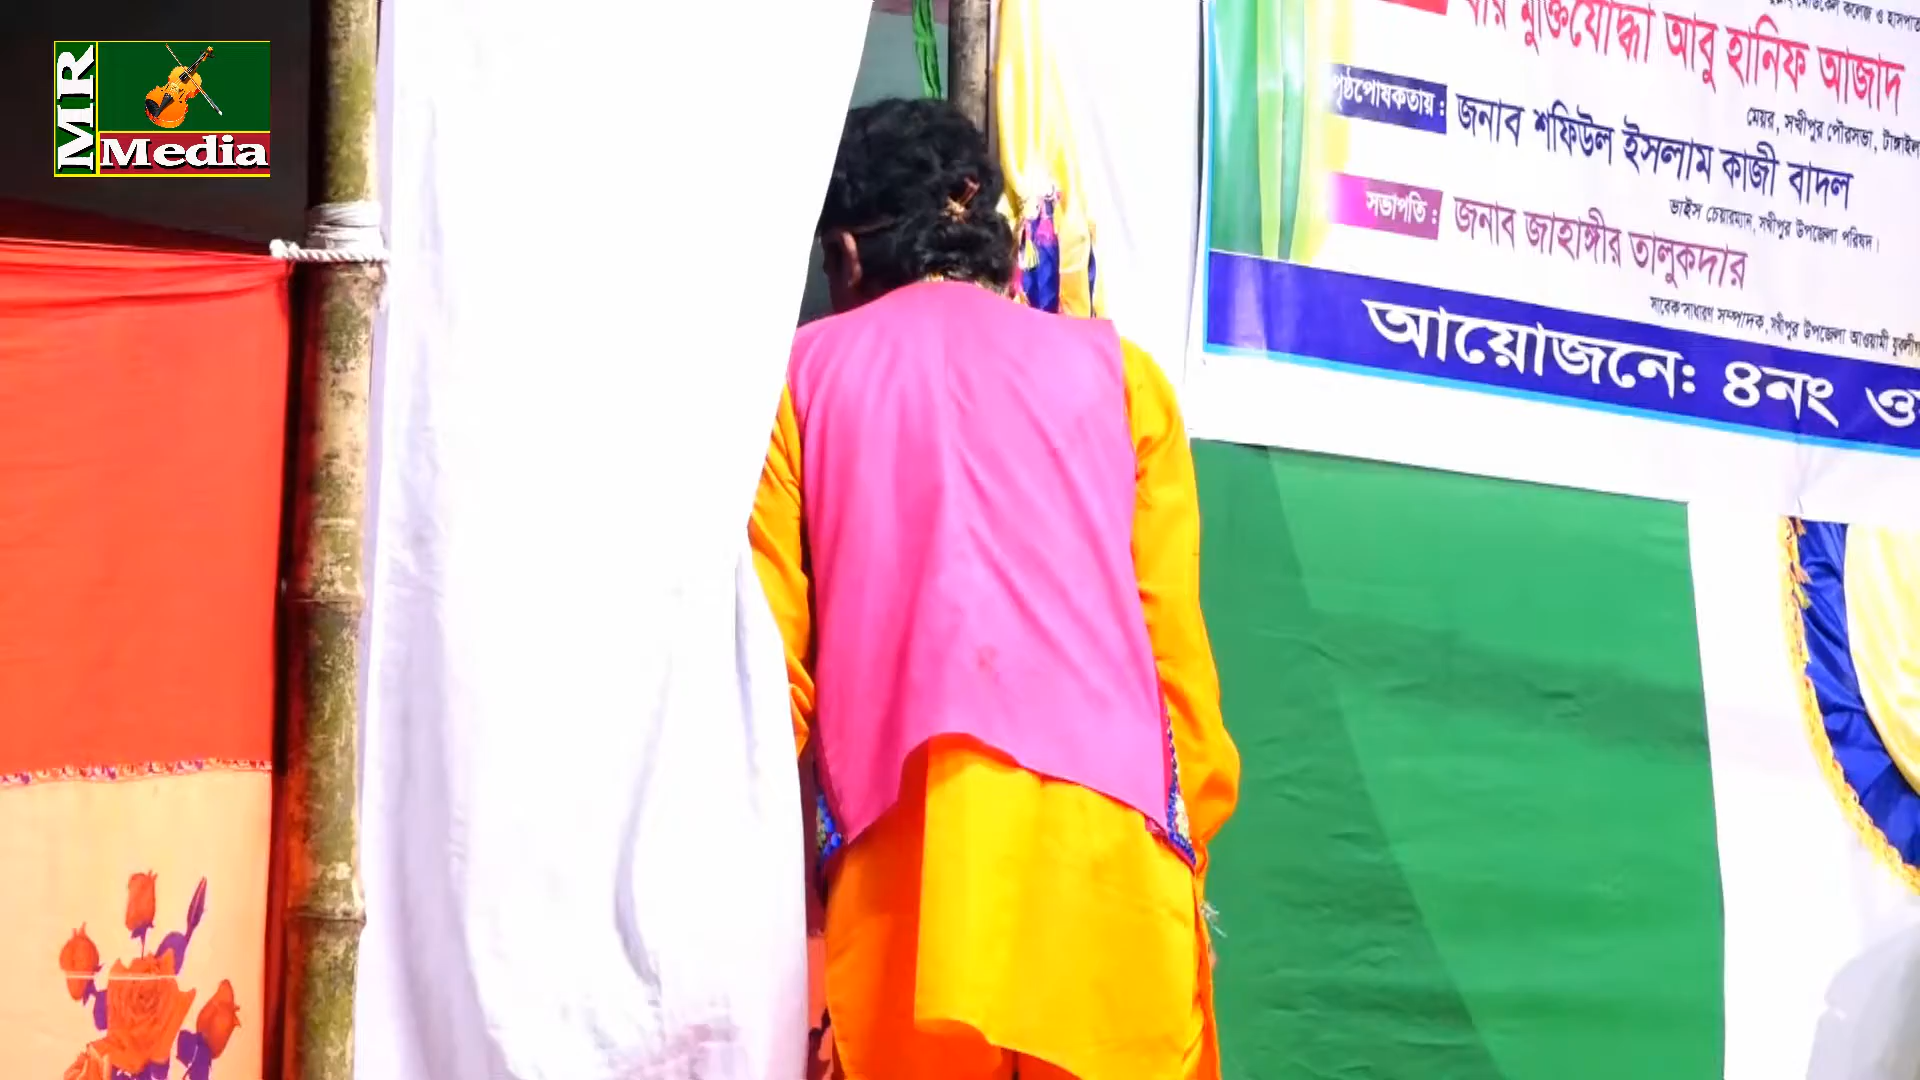 MR
Media
মেডিকেল কলেজ ও
বীর মুক্তিযোদ্ধা আবু হানিফ আজাদ
মেয়র, সখীপুর পৌরসভা, টাঙ্গাইল
পৃষ্ঠপোষকতায় : জনাব শফিউল ইসলাম কাজী বাদল
ভাইস চেয়ারম্যান, সখীপুর উপজেলা পরিষদ।
সভাপতি : জনাব জাহাঙ্গীর তালুকদার
সাবেক সাধারণ সম্পাদক, সখীপুর উপজেলা আওয়ামী যুবলীগ
আয়োজনে: ৪নং